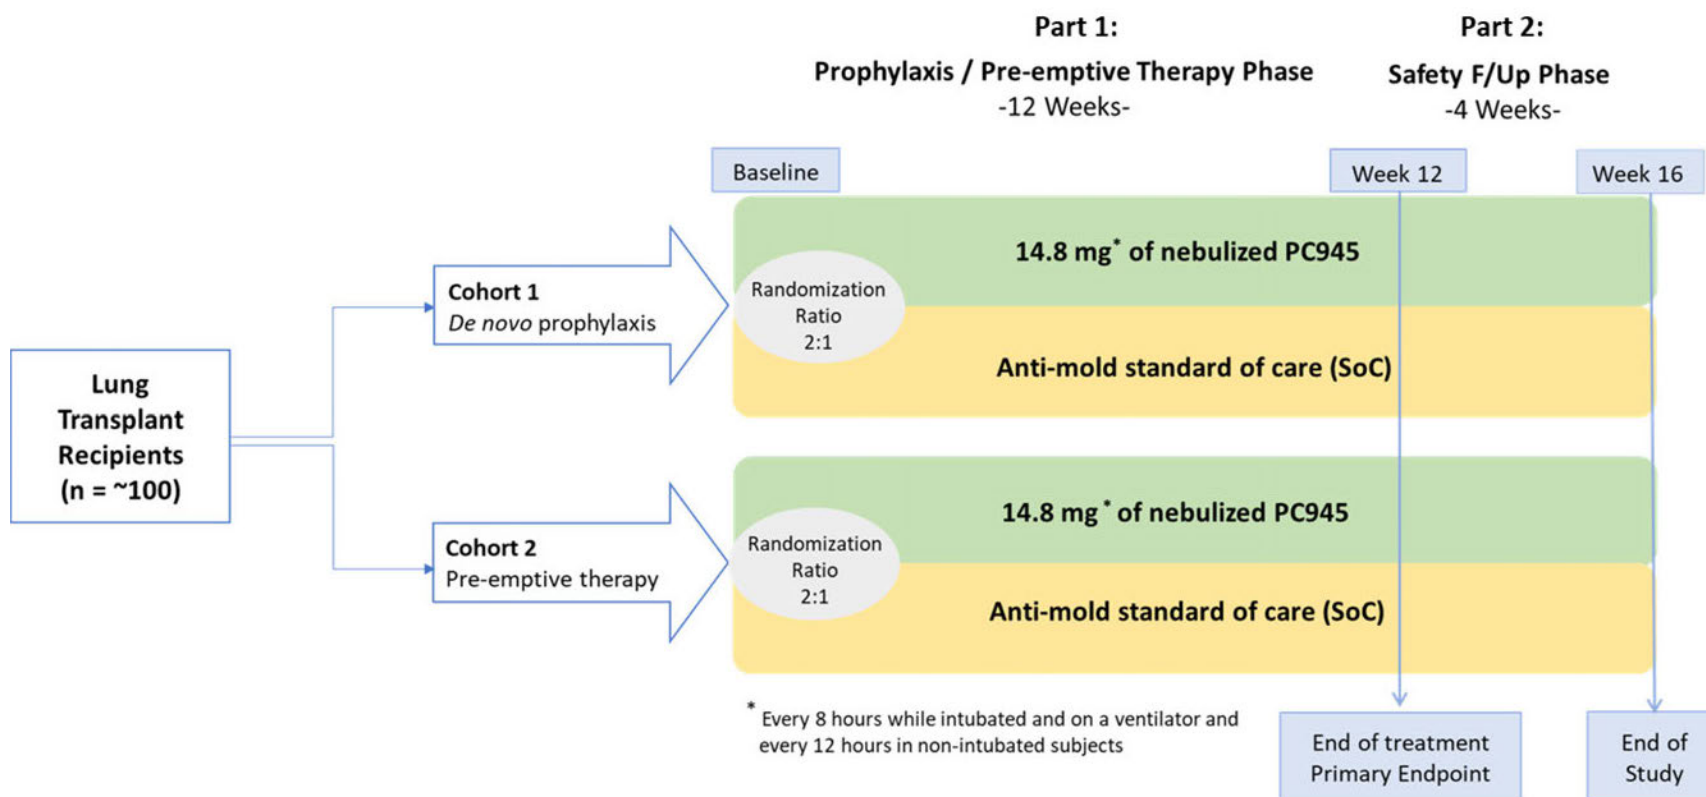 Part 1:
Prophylaxis / Pre-emptive Therapy Phase
-12 Weeks-
Part 2:
Safety F/Up Phase
-4 Weeks-
Baseline
Week 12
Week 16
Lung
Transplant
Recipients
(n = ~100)
Cohort 1
De novo prophylaxis
Randomization
Ratio
2:1
14.8 mg* of nebulized PC945
Anti-mold standard of care (SoC)
Cohort 2
Pre-emptive therapy
Randomization
Ratio
2:1
14.8 mg * of nebulized PC945
Anti-mold standard of care (SoC)
* Every 8 hours while intubated and on a ventilator and
every 12 hours in non-intubated subjects
End of treatment
Primary Endpoint
End of
Study